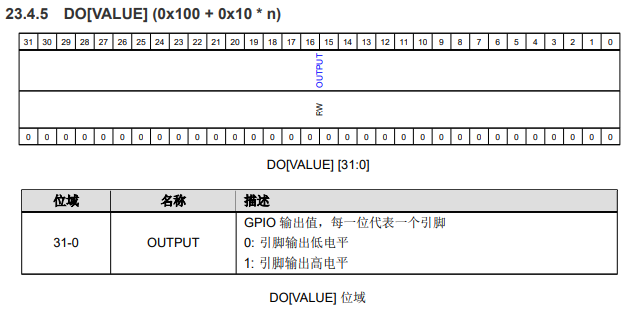 23.4.5 DO[VALUE] (0x100 + 0x10 * n)
31 30 29 28 27 26 25 24 23 22 21 20 19 18 17 16 15 14 13 12 11 10 9 8 7 6 5 4 3 2 1 0
OUTPUT
RW
0 0 0 0 0 0 0 0 0 0 0 0 0 0 0 0 0 0 0 0 0 0 0 0 0 0 0 0 0 0 0 0
DO[VALUE] [31:0]
位域 名称 描述
31-0 OUTPUT GPIO 输出值，每一位代表一个引脚
0: 引脚输出低电平
1: 引脚输出高电平
DO[VALUE] 位域